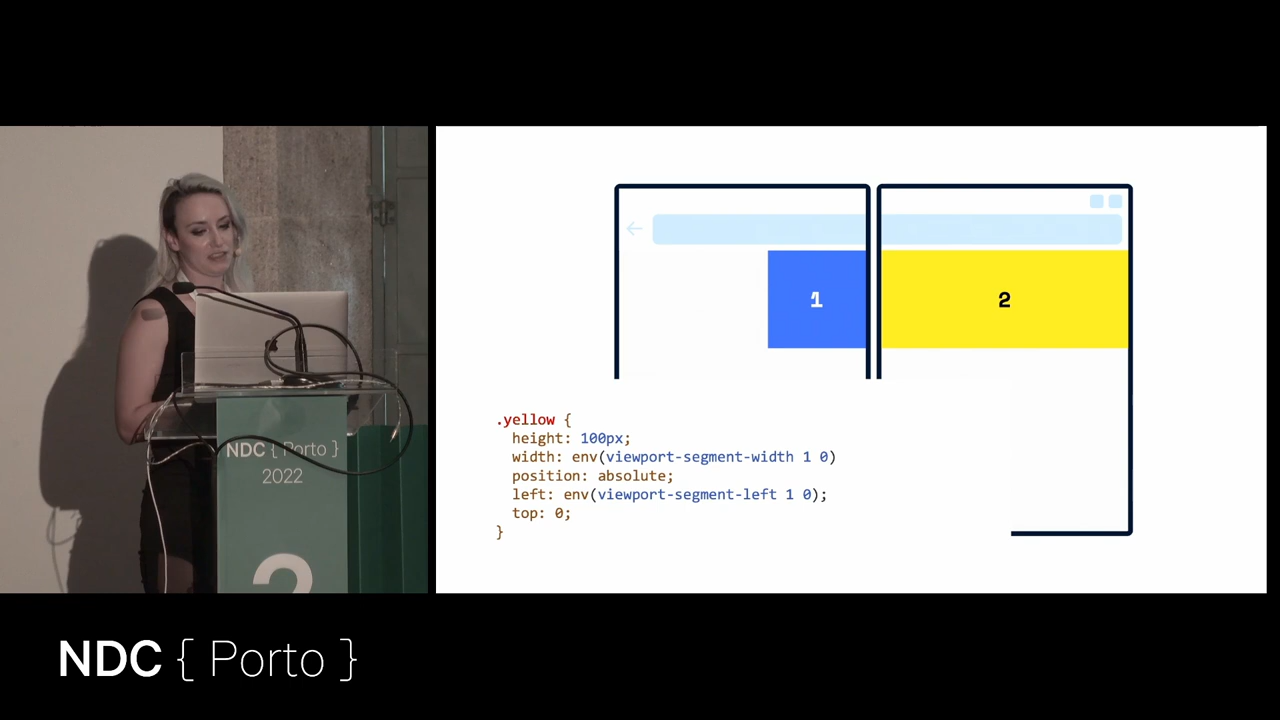 1
2
.yellow {
height: 100px;
width: env(viewport-segment-width 1 0)
position: absolute;
left: env(viewport-segment-left 1 0);
top: 0;
}
NDC { Porto }
2022
2
NDC { Porto }